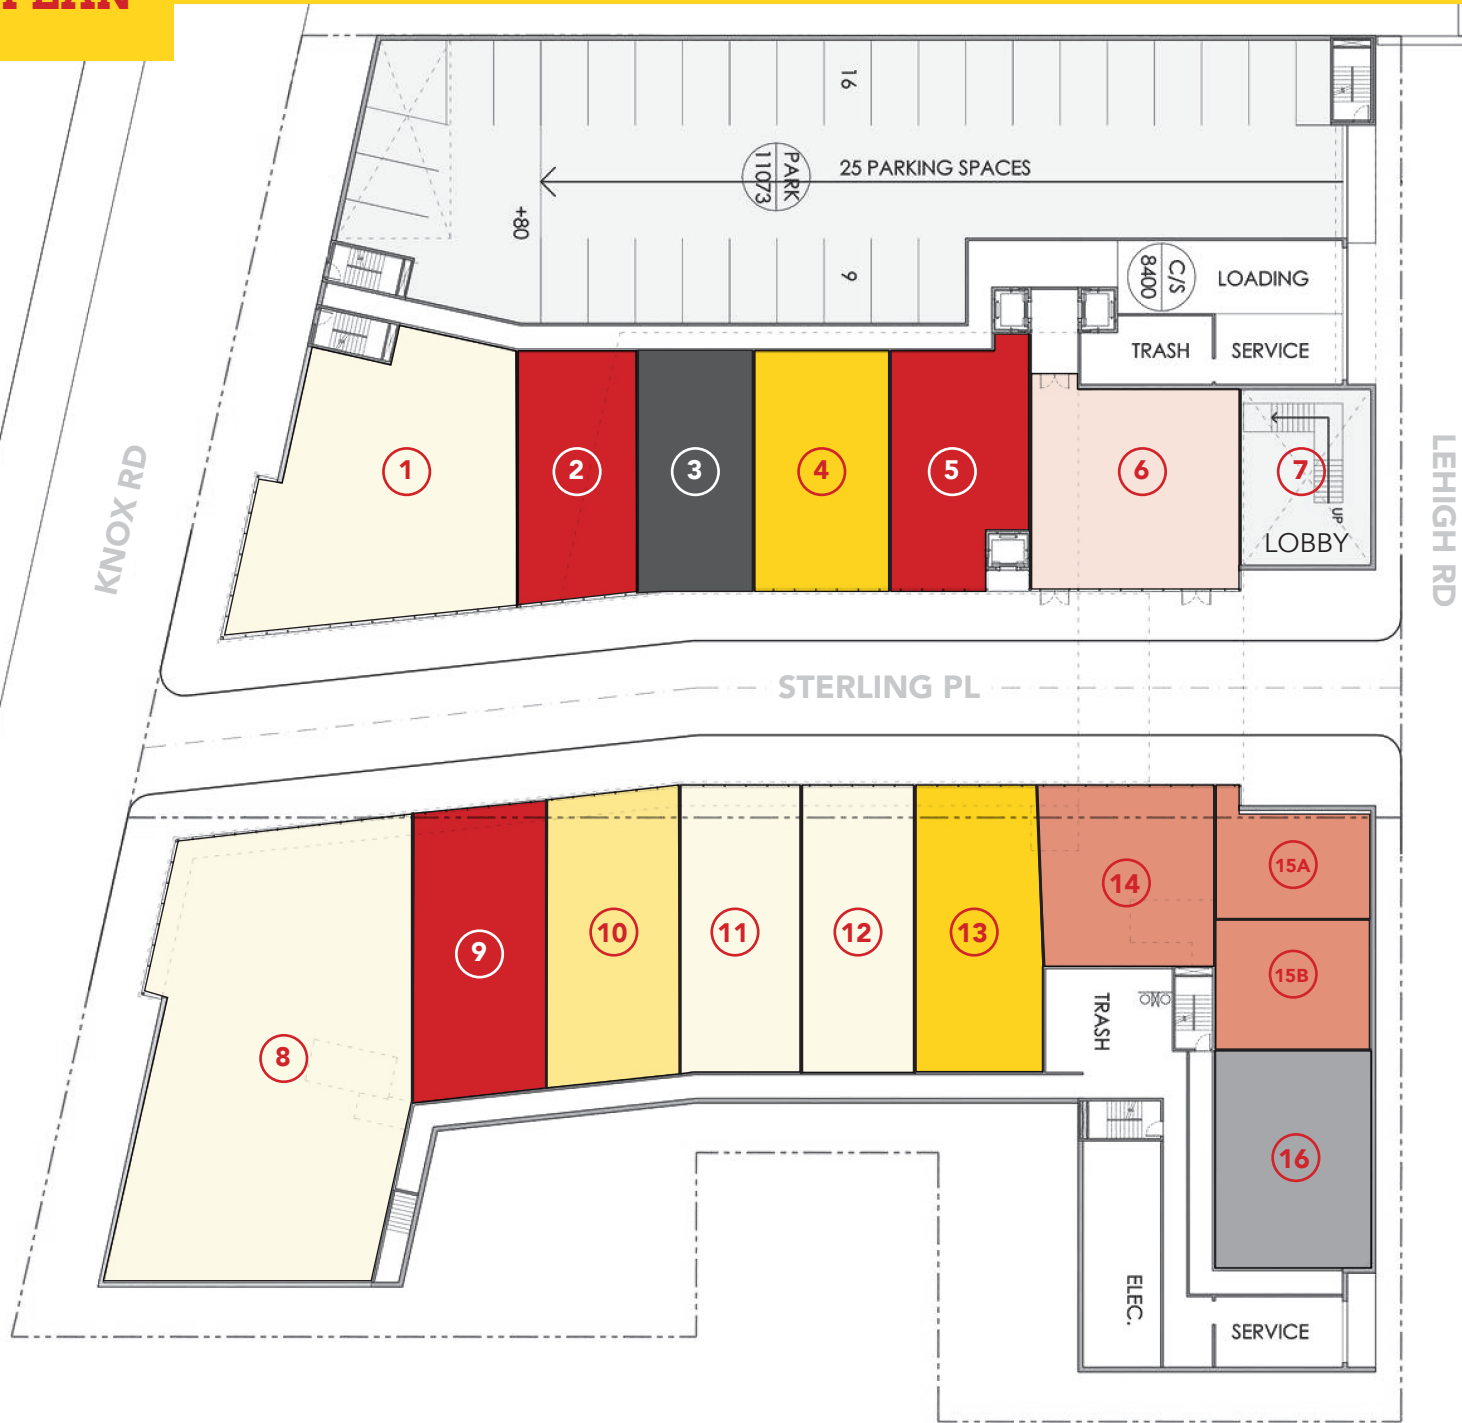 PLAN
16
PARK
11073
25 PARKING SPACES
+80
9
C/S
8400
LOADING
TRASH
SERVICE
KNOX RD
1
2
3
4
5
6
7
UP
LOBBY
LEHIGH RD
STERLING PL
8
9
10
11
12
13
14
15A
15B
TRASH
16
ELEC.
SERVICE